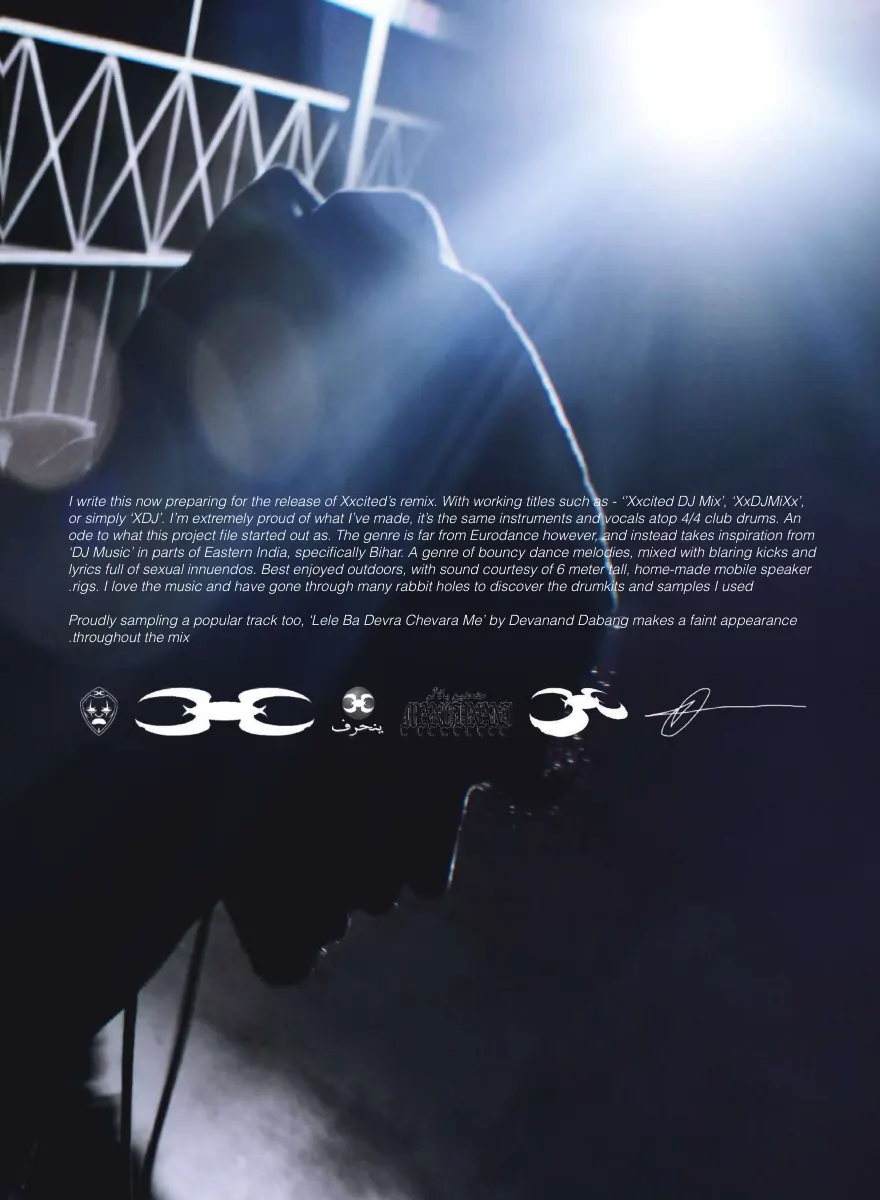 I write this now preparing for the release of Xxcited's remix. With working titles such as - ‘'Xxcited DJ Mix’, ‘XxDJMiXx’,
or simply ‘XDJ’. I'm extremely proud of what I've made, it's the same instruments and vocals atop 4/4 club drums. An
ode to what this project file started out as. The genre is far from Eurodance however, and instead takes inspiration from
‘DJ Music’ in parts of Eastern India, specifically Bihar. A genre of bouncy dance melodies, mixed with blaring kicks and
lyrics full of sexual innuendos. Best enjoyed outdoors, with sound courtesy of 6 meter tall, home-made mobile speaker
.rigs. I love the music and have gone through many rabbit holes to discover the drumkits and samples I used
Proudly sampling a popular track too, ‘Lele Ba Devra Chevara Me’ by Devanand Dabang makes a faint appearance
.throughout the mix
ينحرف